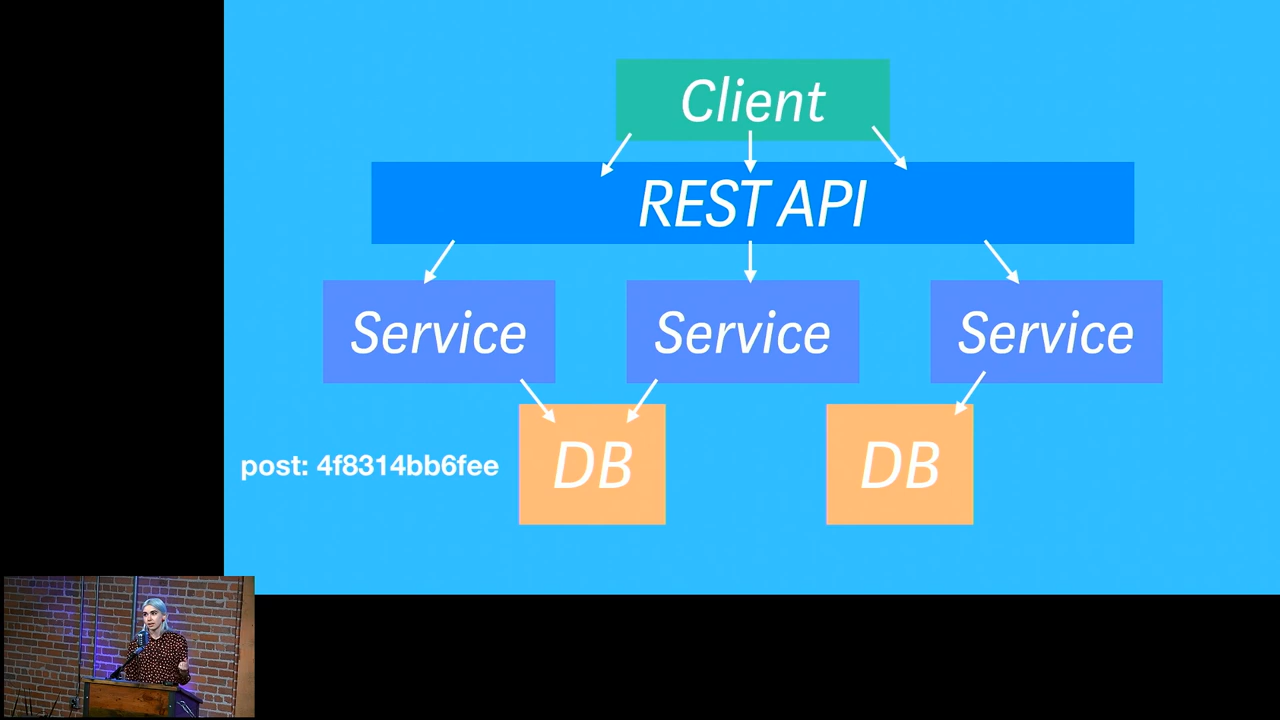 Client
REST API
Service
Service
Service
post: 4f8314bb6fee
DB
DB